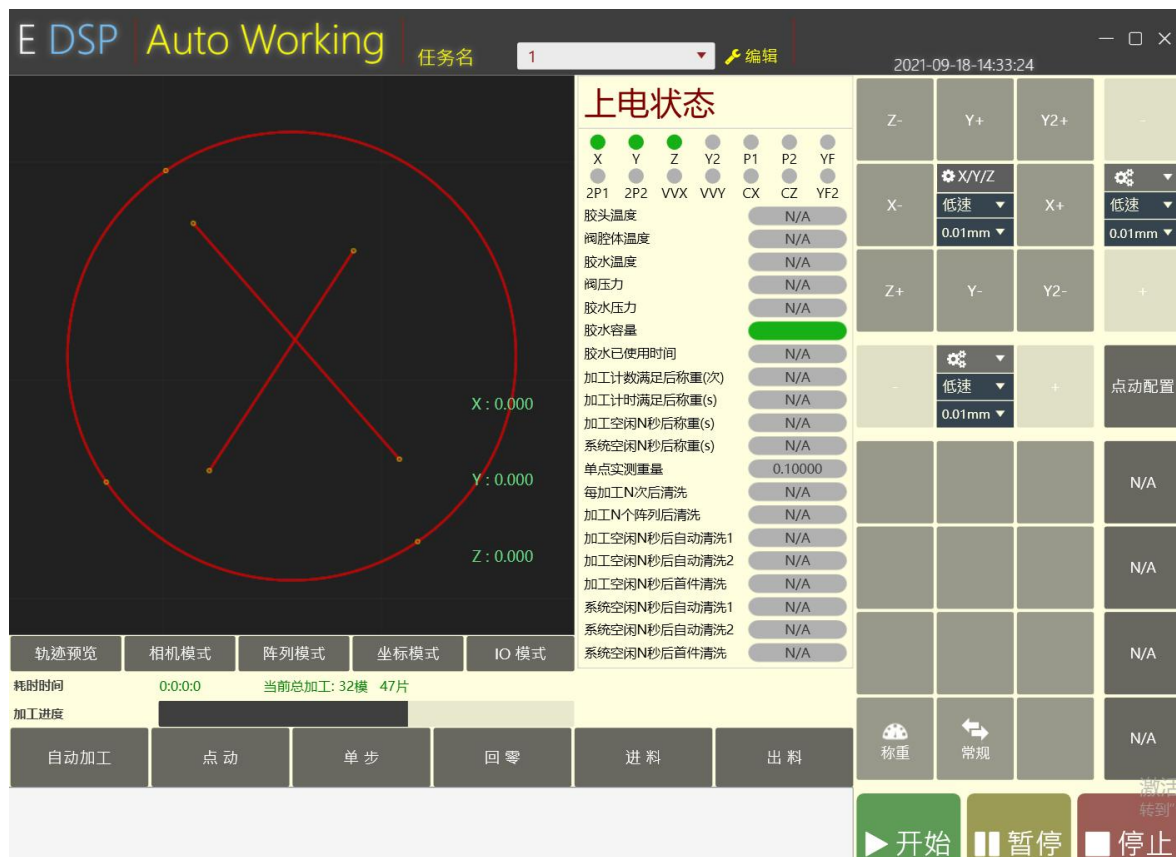 E DSP Auto Working 任务名 1 编辑
2021-09-18-14:33:24
X : 0.000
Y : 0.000
Z : 0.000
轨迹预览 相机模式 阵列模式 坐标模式 IO 模式
耗时时间 0:0:0:0 当前总加工: 32模 47片
加工进度
自动加工 点 动 单 步 回 零 进 料 出 料
上电状态
X Y Z Y2 P1 P2 YF
2P1 2P2 VVX VVY CX CZ YF2
胶头温度 N/A
阀腔体温度 N/A
胶水温度 N/A
阀压力 N/A
胶水压力 N/A
胶水容量
胶水已使用时间 N/A
加工计数满足后称重(次) N/A
加工计时满足后称重(s) N/A
加工空闲N秒后称重(s) N/A
系统空闲N秒后称重(s) N/A
单点实测重量 0.10000
每加工N次后清洗 N/A
加工N个阵列后清洗 N/A
加工空闲N秒后自动清洗1 N/A
加工空闲N秒后自动清洗2 N/A
加工空闲N秒后首件清洗 N/A
系统空闲N秒后自动清洗1 N/A
系统空闲N秒后自动清洗2 N/A
系统空闲N秒后首件清洗 N/A
Z- Y+ Y2+ -
X/Y/Z
X- 低速 X+ 低速
0.01mm 0.01mm
Z+ Y- Y2- +
- 低速 + 点动配置
0.01mm
N/A
N/A
N/A
称重 常规 N/A
激活
转到"
开始 暂停 停止